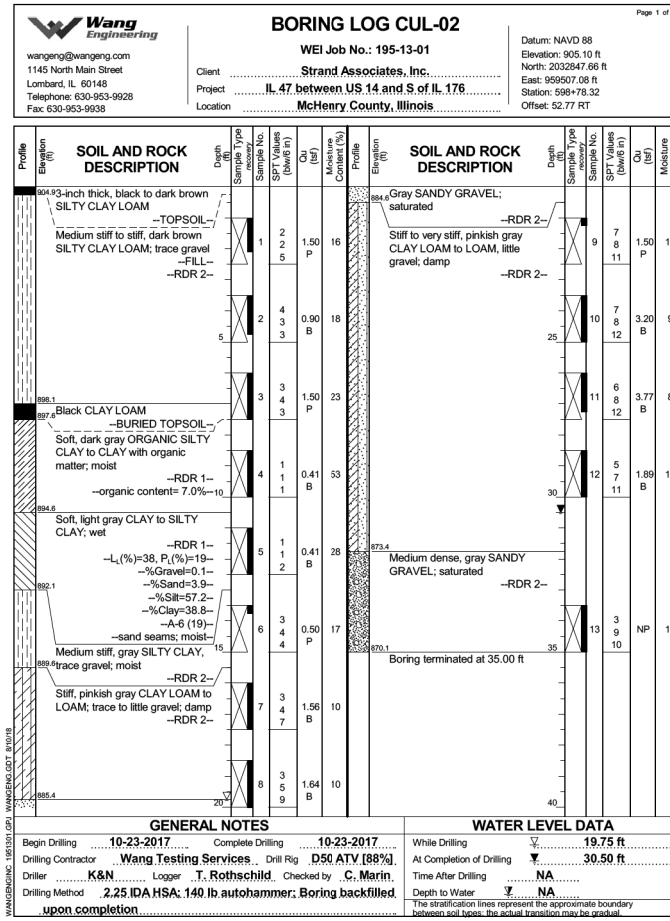 Page 1 of
Wang
Engineering
wangeng@wangeng.com
1145 North Main Street
Lombard, IL 60148
Telephone: 630-953-9928
Fax: 630-953-9938
BORING LOG CUL-02
WEI Job No.: 195-13-01
Client Strand Associates, Inc.
Project IL 47 between US 14 and S of IL 176
Location McHenry County, Illinois
Datum: NAVD 88
Elevation: 905.10 ft
North: 2032847.66 ft
East: 959507.08 ft
Station: 598+78.32
Offset: 52.77 RT
Profile
Elevation (ft)
SOIL AND ROCK DESCRIPTION
Depth (ft)
Sample Type
recovery
Sample No.
SPT Values (blw/6 in)
Qu (tsf)
Moisture Content (%)
904.9 3-inch thick, black to dark brown
SILTY CLAY LOAM
--TOPSOIL--
Medium stiff to stiff, dark brown
SILTY CLAY LOAM; trace gravel
--FILL--
--RDR 2--
1 2 2 5 1.50 P 16
2 4 3 3 0.90 B 18
5
3 3 4 3 1.50 P 23
898.1
Black CLAY LOAM
897.6
--BURIED TOPSOIL--
Soft, dark gray ORGANIC SILTY
CLAY to CLAY with organic
matter; moist
--RDR 1--
--organic content= 7.0%--
4 1 1 1 0.41 B 53
10
894.6
Soft, light gray CLAY to SILTY
CLAY; wet
--RDR 1--
--LL(%)=38, PL(%)=19--
--%Gravel=0.1--
--%Sand=3.9--
--%Silt=57.2--
--%Clay=38.8--
--A-6 (19)--
--sand seams; moist--
5 1 1 2 0.41 B 28
892.1
6 3 4 4 0.50 P 17
15
Medium stiff, gray SILTY CLAY,
889.6 trace gravel; moist
--RDR 2--
Stiff, pinkish gray CLAY LOAM to
LOAM; trace to little gravel; damp
--RDR 2--
7 3 4 7 1.56 B 10
8 3 5 9 1.64 B 10
885.4
20
Profile
Elevation (ft)
SOIL AND ROCK DESCRIPTION
Depth (ft)
Sample Type
recovery
Sample No.
SPT Values (blw/6 in)
Qu (tsf)
Moisture
Gray SANDY GRAVEL;
884.6
saturated
--RDR 2--
Stiff to very stiff, pinkish gray
CLAY LOAM to LOAM, little
gravel; damp
--RDR 2--
9 7 8 11 1.50 P 1
10 7 8 12 3.20 B 9
25
11 6 8 12 3.77 B 8
12 5 7 11 1.89 B 1
30
873.4
Medium dense, gray SANDY
GRAVEL; saturated
--RDR 2--
13 3 9 10 NP 1
35
870.1
Boring terminated at 35.00 ft
40
WANGENGINC 1951301.GPJ WANGENG.GDT 8/10/18
GENERAL NOTES
Begin Drilling 10-23-2017 Complete Drilling 10-23-2017
Drilling Contractor Wang Testing Services Drill Rig D50 ATV [88%]
Driller K&N Logger T. Rothschild Checked by C. Marin
Drilling Method 2.25 IDA HSA; 140 lb autohammer; Boring backfilled
upon completion
WATER LEVEL DATA
While Drilling 19.75 ft
At Completion of Drilling 30.50 ft
Time After Drilling NA
Depth to Water NA
The stratification lines represent the approximate boundary
between soil types: the actual transition may be gradual.